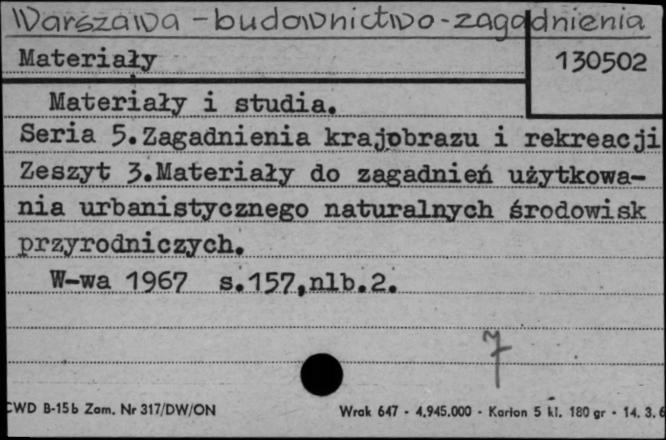 Warszawa - budownictwo - zagadnienia
Materiały 130502
Materiały i studia.
Seria 5. Zagadnienia krajobrazu i rekreacji
Zeszyt 3. Materiały do zagadnień użytkowa-
nia urbanistycznego naturalnych środowisk
przyrodniczych.
W-wa 1967 s.157,nlb.2.
7
CWD B-15b Zam. Nr 317/DW/ON Wrak 647 - 4.945.000 - Karton 5 kl. 180 gr - 14. 3. 6